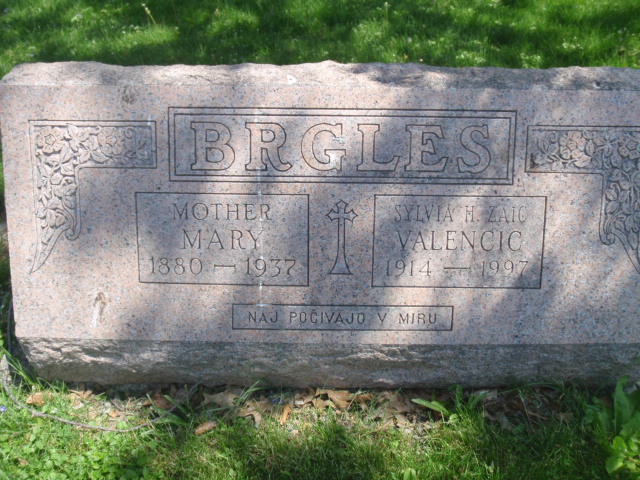 BRGLES
MOTHER
MARY
1880 — 1937
SYLVIA H. ZAIC
VALENCIC
1914 — 1997
NAJ POČIVAJO V MIRU